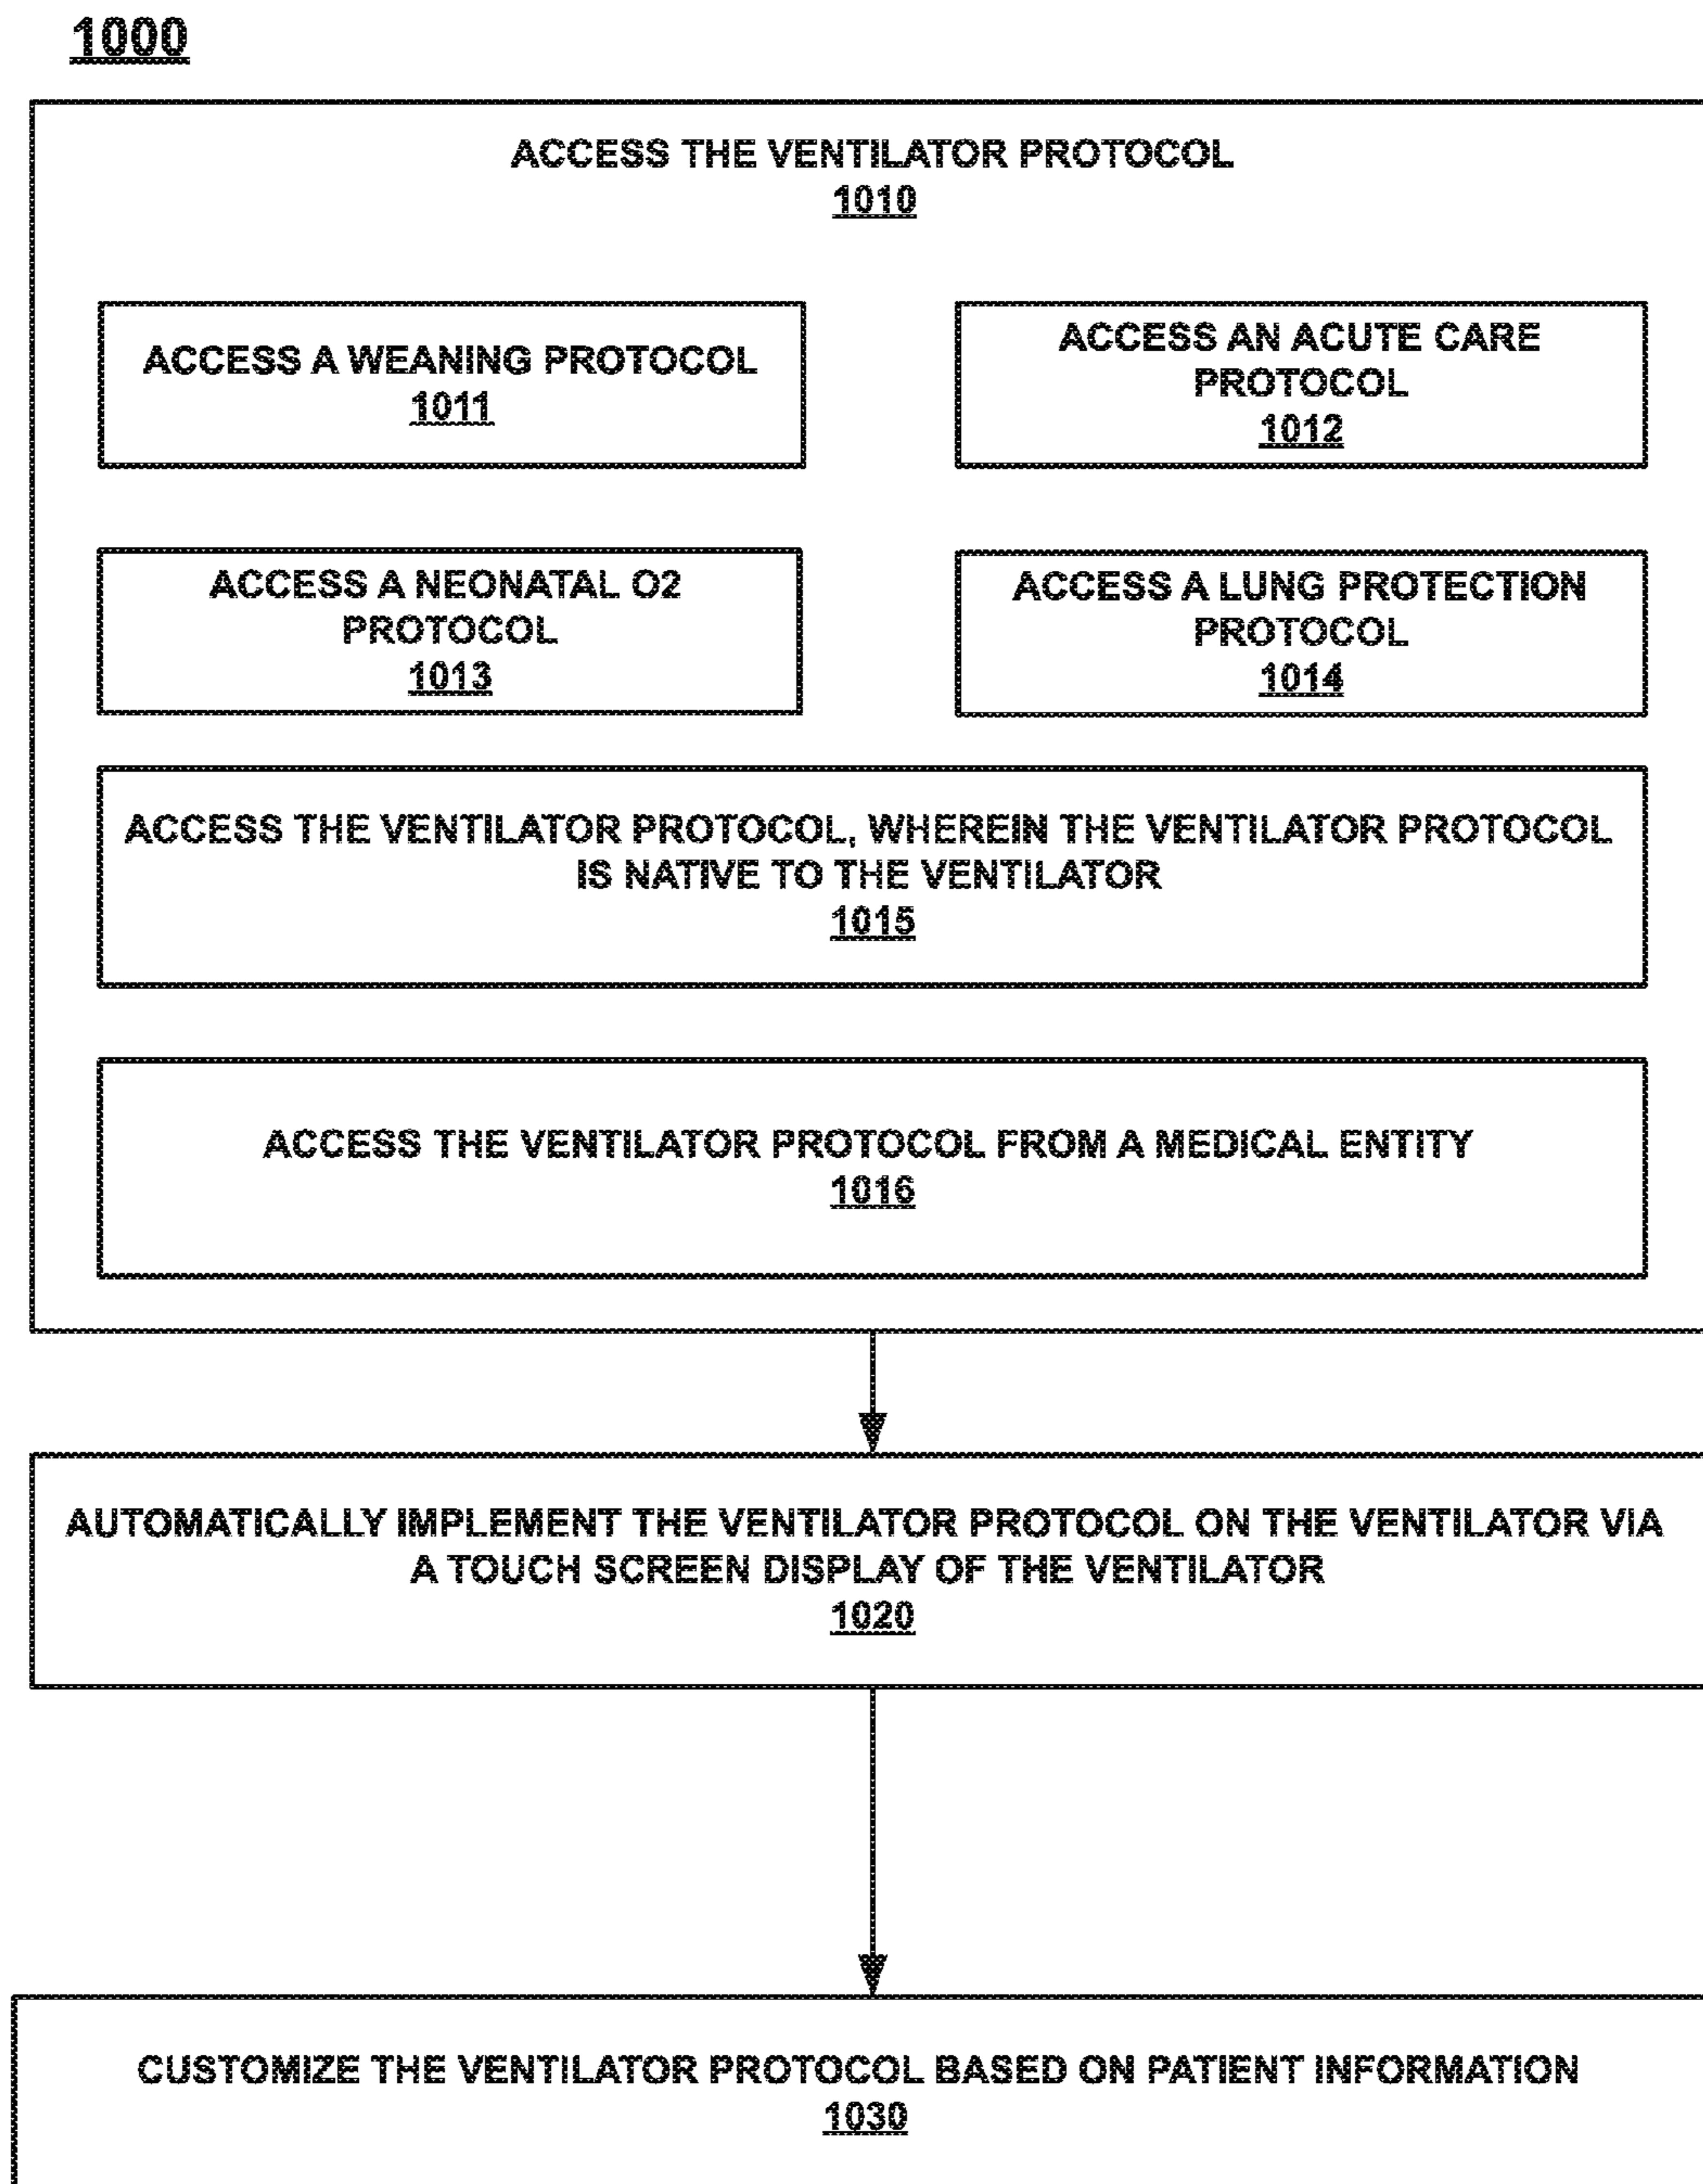 1000
ACCESS THE VENTILATOR PROTOCOL
1010
ACCESS A WEANING PROTOCOL
1011
ACCESS AN ACUTE CARE
PROTOCOL
1012
ACCESS A NEONATAL O2
PROTOCOL
1013
ACCESS A LUNG PROTECTION
PROTOCOL
1014
ACCESS THE VENTILATOR PROTOCOL, WHEREIN THE VENTILATOR PROTOCOL
IS NATIVE TO THE VENTILATOR
1015
ACCESS THE VENTILATOR PROTOCOL FROM A MEDICAL ENTITY
1016
AUTOMATICALLY IMPLEMENT THE VENTILATOR PROTOCOL ON THE VENTILATOR VIA
A TOUCH SCREEN DISPLAY OF THE VENTILATOR
1020
CUSTOMIZE THE VENTILATOR PROTOCOL BASED ON PATIENT INFORMATION
1030